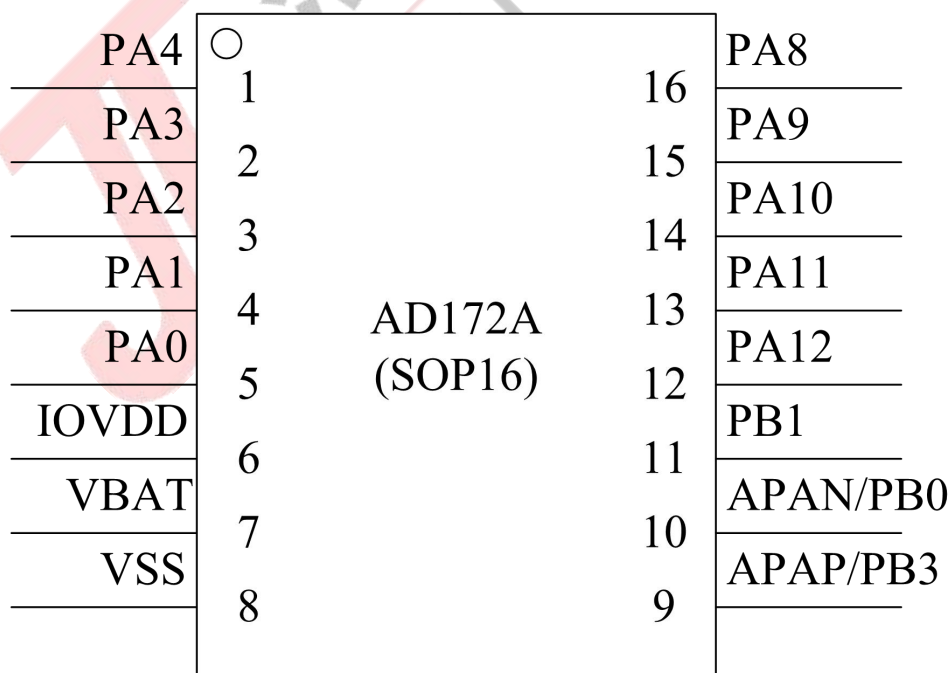 PA4 1 16 PA8
PA3 2 15 PA9
PA2 3 14 PA10
PA1 4 13 PA11
AD172A
PA0 5 12 PA12
(SOP16)
IOVDD 6 11 PB1
VBAT 7 10 APAN/PB0
VSS 8 9 APAP/PB3